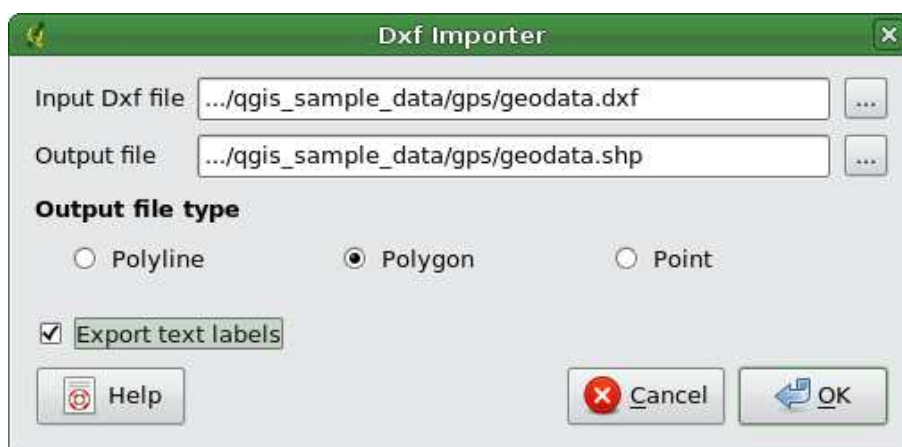 Dxf Importer
Input Dxf file .../qgis_sample_data/gps/geodata.dxf ...
Output file .../qgis_sample_data/gps/geodata.shp ...
Output file type
Polyline Polygon Point
Export text labels
Help Cancel OK